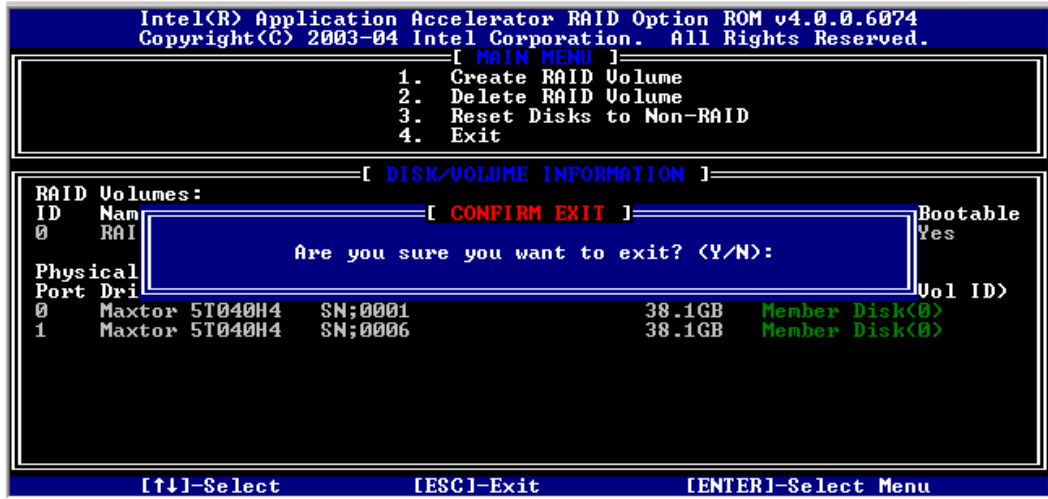 Intel(R) Application Accelerator RAID Option ROM v4.0.0.6074
Copyright(C) 2003-04 Intel Corporation. All Rights Reserved.
[ MAIN MENU ]
1. Create RAID Volume
2. Delete RAID Volume
3. Reset Disks to Non-RAID
4. Exit
[ DISK/VOLUME INFORMATION ]
RAID Volumes:
ID Nam Bootable
0 RAI Yes
[ CONFIRM EXIT ]
Are you sure you want to exit? (Y/N):
Physical
Port Dri Vol ID)
0 Maxtor 5T040H4 SN;0001 38.1GB Member Disk(0)
1 Maxtor 5T040H4 SN;0006 38.1GB Member Disk(0)
[↑↓]-Select [ESC]-Exit [ENTER]-Select Menu